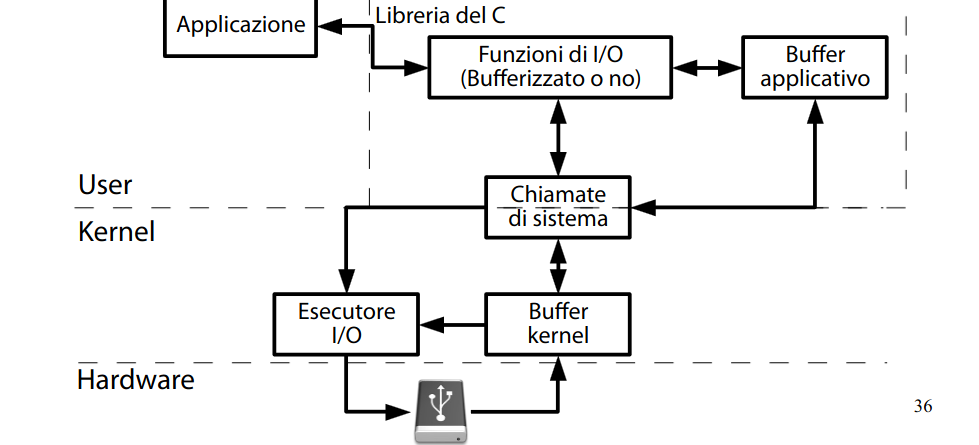 Libreria del C
Applicazione
Funzioni di I/O
(Bufferizzato o no)
Buffer
applicativo
User
Chiamate
di sistema
Kernel
Esecutore
I/O
Buffer
kernel
Hardware
36